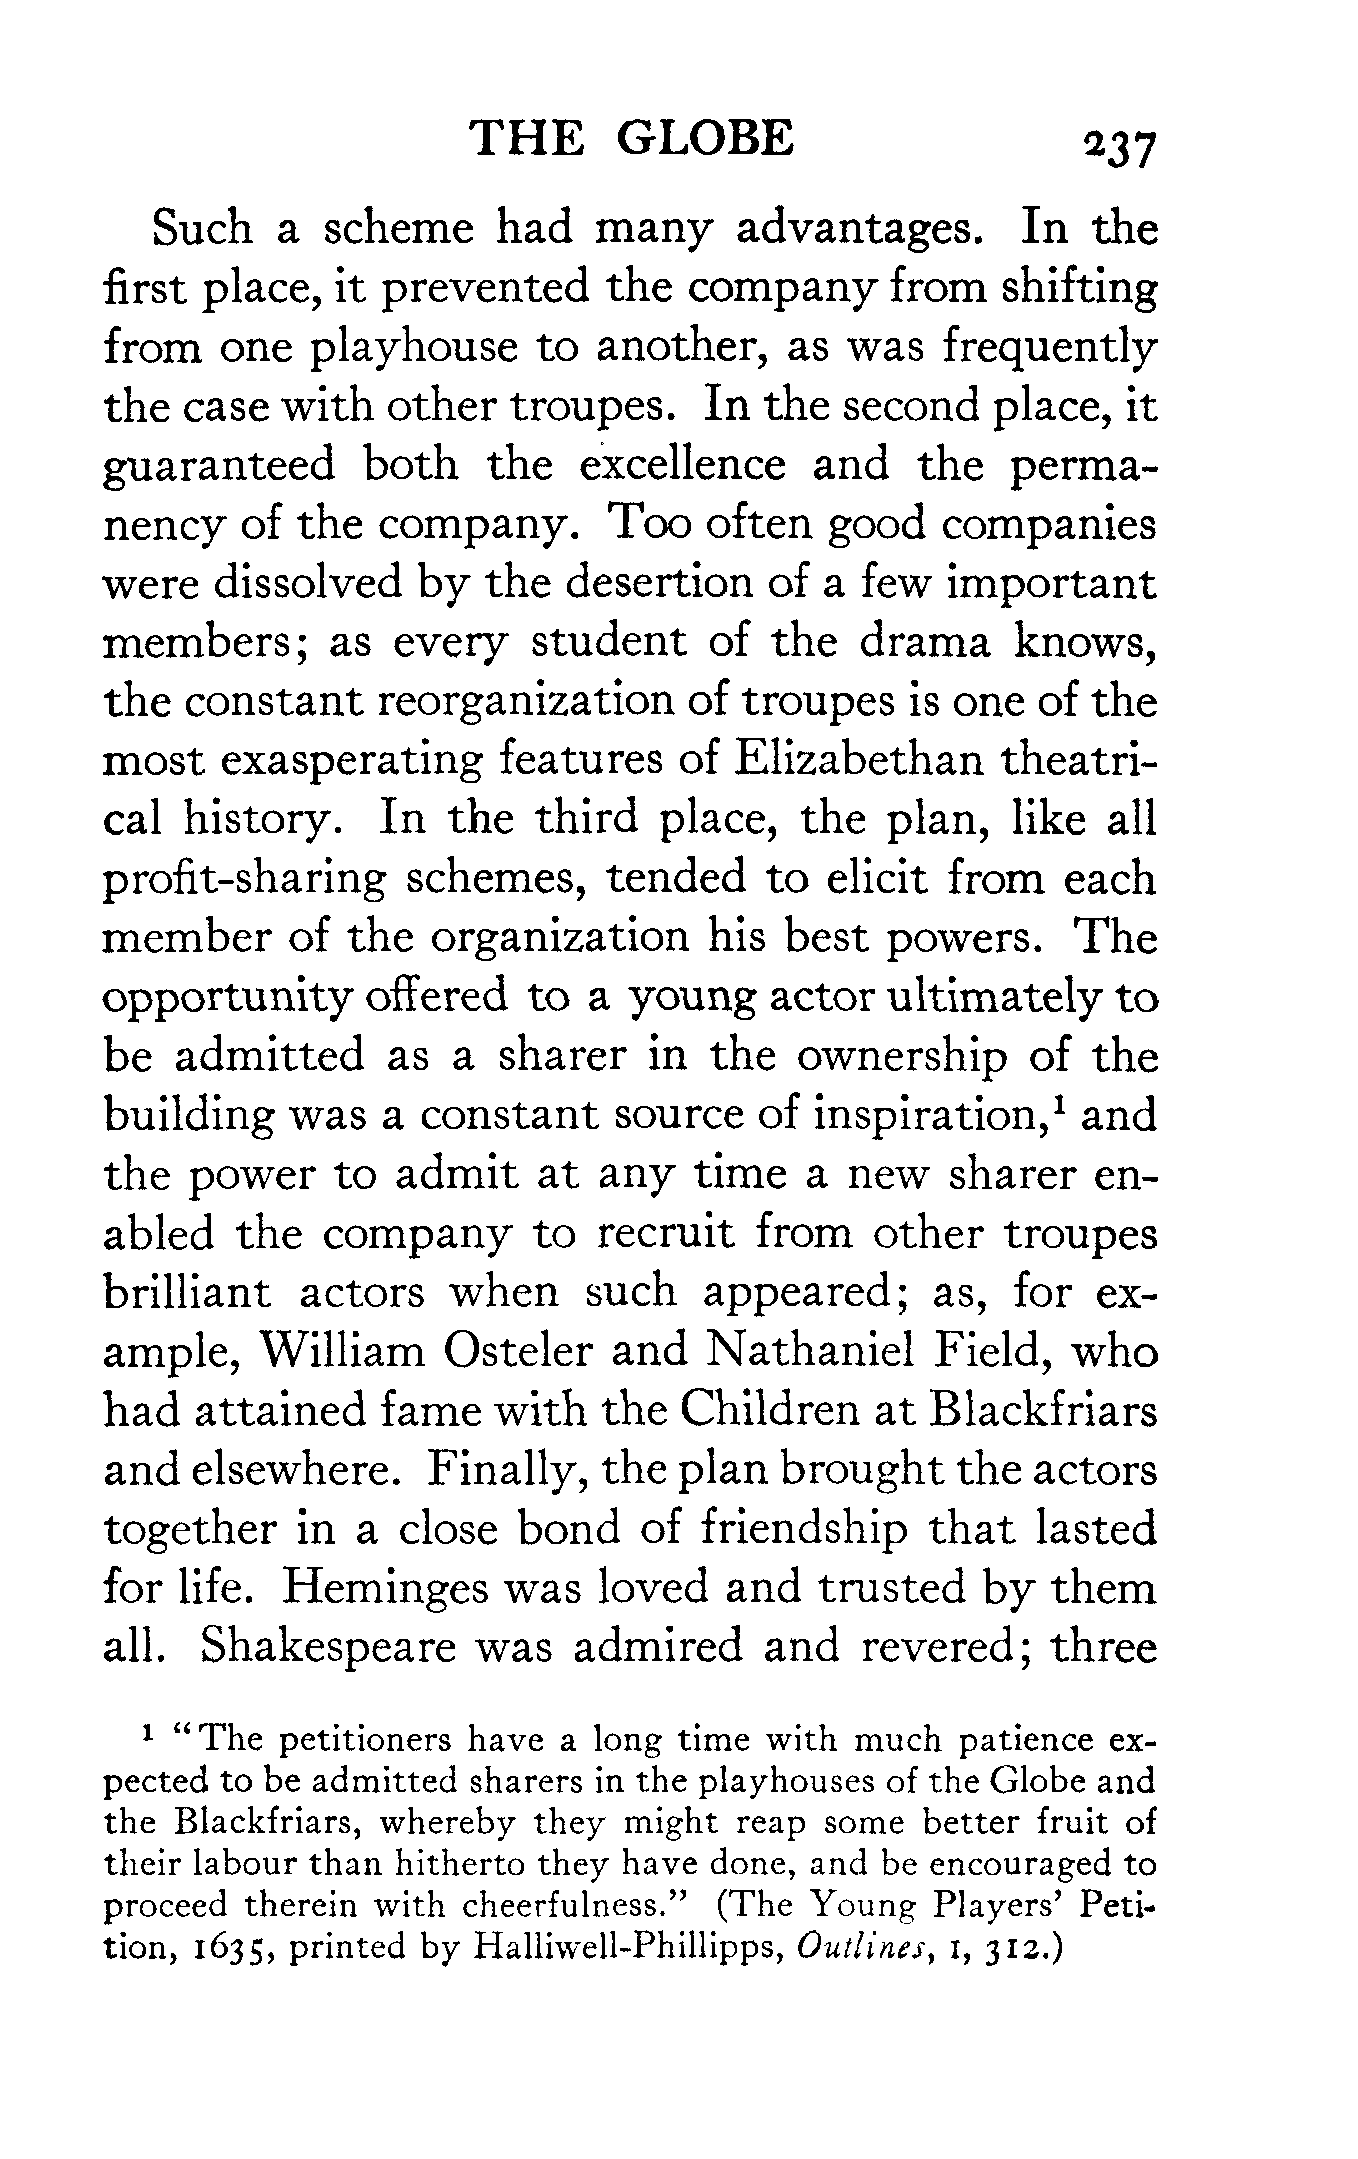 THE GLOBE 237
Such a scheme had many advantages. In the
first place, it prevented the company from shifting
from one playhouse to another, as was frequently
the case with other troupes. In the second place, it
guaranteed both the excellence and the perma-
nency of the company. Too often good companies
were dissolved by the desertion of a few important
members; as every student of the drama knows,
the constant reorganization of troupes is one of the
most exasperating features of Elizabethan theatri-
cal history. In the third place, the plan, like all
profit-sharing schemes, tended to elicit from each
member of the organization his best powers. The
opportunity offered to a young actor ultimately to
be admitted as a sharer in the ownership of the
building was a constant source of inspiration,¹ and
the power to admit at any time a new sharer en-
abled the company to recruit from other troupes
brilliant actors when such appeared; as, for ex-
ample, William Osteler and Nathaniel Field, who
had attained fame with the Children at Blackfriars
and elsewhere. Finally, the plan brought the actors
together in a close bond of friendship that lasted
for life. Heminges was loved and trusted by them
all. Shakespeare was admired and revered; three
¹ “The petitioners have a long time with much patience ex-
pected to be admitted sharers in the playhouses of the Globe and
the Blackfriars, whereby they might reap some better fruit of
their labour than hitherto they have done, and be encouraged to
proceed therein with cheerfulness.” (The Young Players’ Peti-
tion, 1635, printed by Halliwell-Phillipps, Outlines, I, 312.)